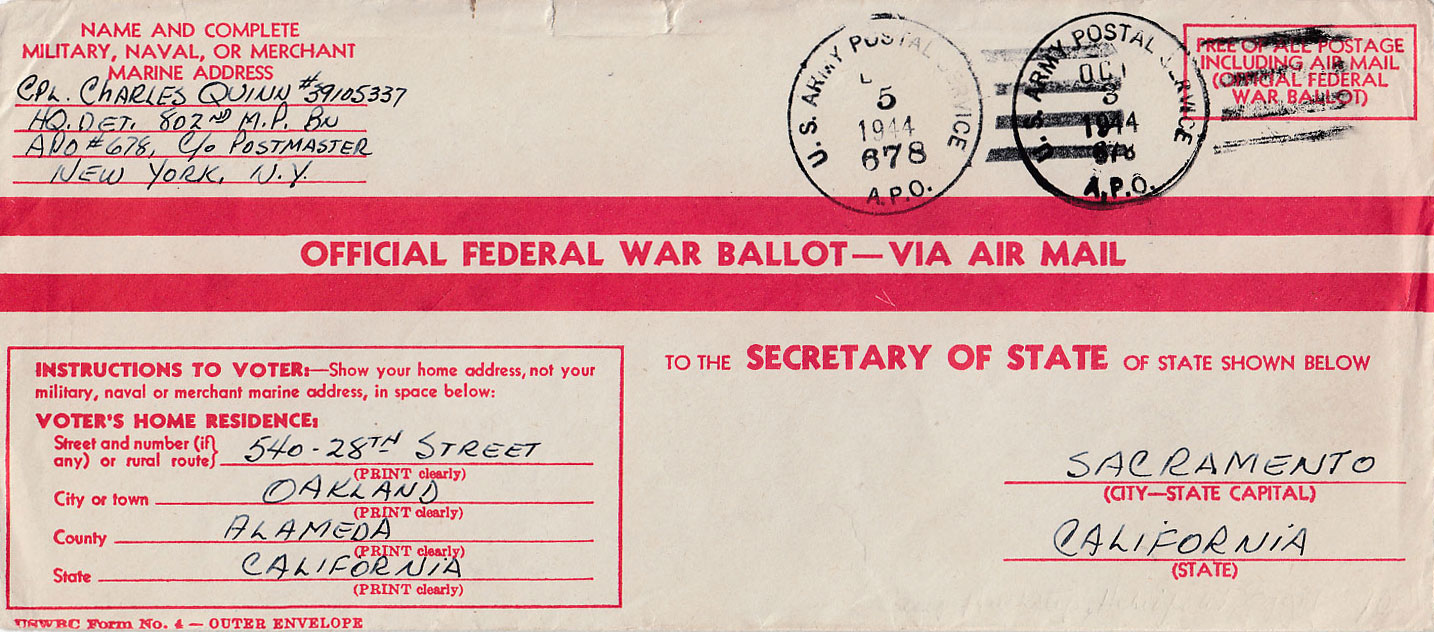 NAME AND COMPLETE
MILITARY, NAVAL, OR MERCHANT
MARINE ADDRESS
CPL. CHARLES QUINN #39105337
HQ. DET. 802ND M.P. BN
APO #678, C/O POSTMASTER
NEW YORK, N.Y.
U.S. ARMY POSTAL SERVICE
5
1944
678
A.P.O.
U.S. ARMY POSTAL SERVICE
OCT
3
1944
678
A.P.O.
FREE OF ALL POSTAGE
INCLUDING AIR MAIL
(OFFICIAL FEDERAL
WAR BALLOT)
OFFICIAL FEDERAL WAR BALLOT—VIA AIR MAIL
INSTRUCTIONS TO VOTER:—Show your home address, not your
military, naval or merchant marine address, in space below:
VOTER'S HOME RESIDENCE:
Street and number (if
any) or rural route} 540-28TH STREET
(PRINT clearly)
City or town OAKLAND
(PRINT clearly)
County ALAMEDA
(PRINT clearly)
State CALIFORNIA
(PRINT clearly)
TO THE SECRETARY OF STATE OF STATE SHOWN BELOW
SACRAMENTO
(CITY—STATE CAPITAL)
CALIFORNIA
(STATE)
USWBC Form No. 4 — OUTER ENVELOPE